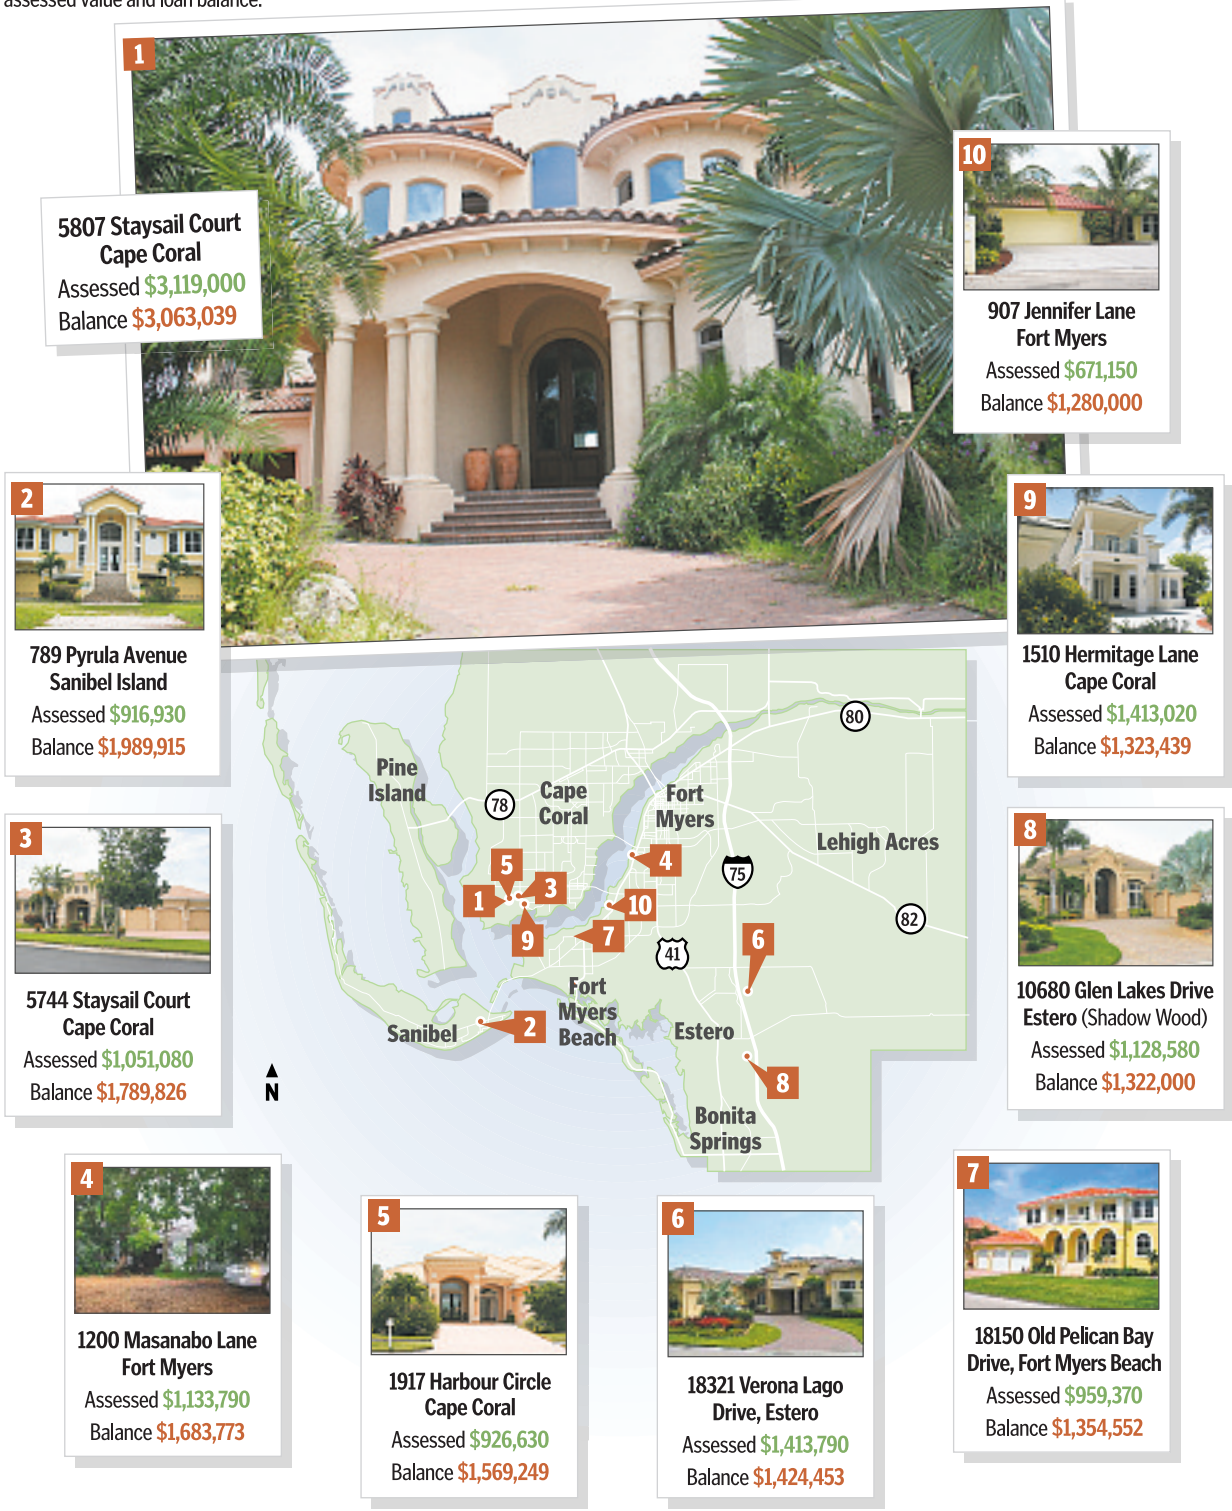 assessed value and loan balance.
1
5807 Staysail Court
Cape Coral
Assessed $3,119,000
Balance $3,063,039
10
907 Jennifer Lane
Fort Myers
Assessed $671,150
Balance $1,280,000
2
789 Pyrula Avenue
Sanibel Island
Assessed $916,930
Balance $1,989,915
9
1510 Hermitage Lane
Cape Coral
Assessed $1,413,020
Balance $1,323,439
3
5744 Staysail Court
Cape Coral
Assessed $1,051,080
Balance $1,789,826
8
10680 Glen Lakes Drive
Estero (Shadow Wood)
Assessed $1,128,580
Balance $1,322,000
80
Pine
Island
78
Cape
Coral
Fort
Myers
Lehigh Acres
5
4
75
1
3
10
82
9
7
41
6
Fort
Myers
Beach
Sanibel
2
Estero
N
8
Bonita
Springs
4
1200 Masanabo Lane
Fort Myers
Assessed $1,133,790
Balance $1,683,773
5
1917 Harbour Circle
Cape Coral
Assessed $926,630
Balance $1,569,249
6
18321 Verona Lago
Drive, Estero
Assessed $1,413,790
Balance $1,424,453
7
18150 Old Pelican Bay
Drive, Fort Myers Beach
Assessed $959,370
Balance $1,354,552